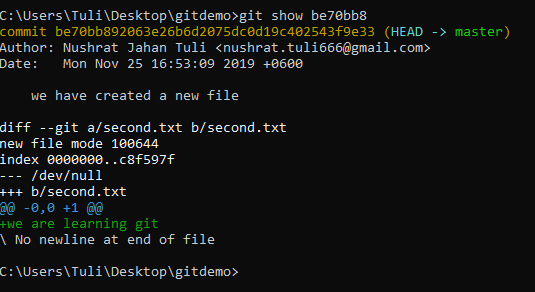 C:\Users\Tuli\Desktop\gitdemo>git show be70bb8
commit be70bb892063e26b6d2075dc0d19c402543f9e33 (HEAD -> master)
Author: Nushrat Jahan Tuli <nushrat.tuli666@gmail.com>
Date:   Mon Nov 25 16:53:09 2019 +0600
    we have created a new file
diff --git a/second.txt b/second.txt
new file mode 100644
index 0000000..c8f597f
--- /dev/null
+++ b/second.txt
@@ -0,0 +1 @@
+we are learning git
\ No newline at end of file
C:\Users\Tuli\Desktop\gitdemo>